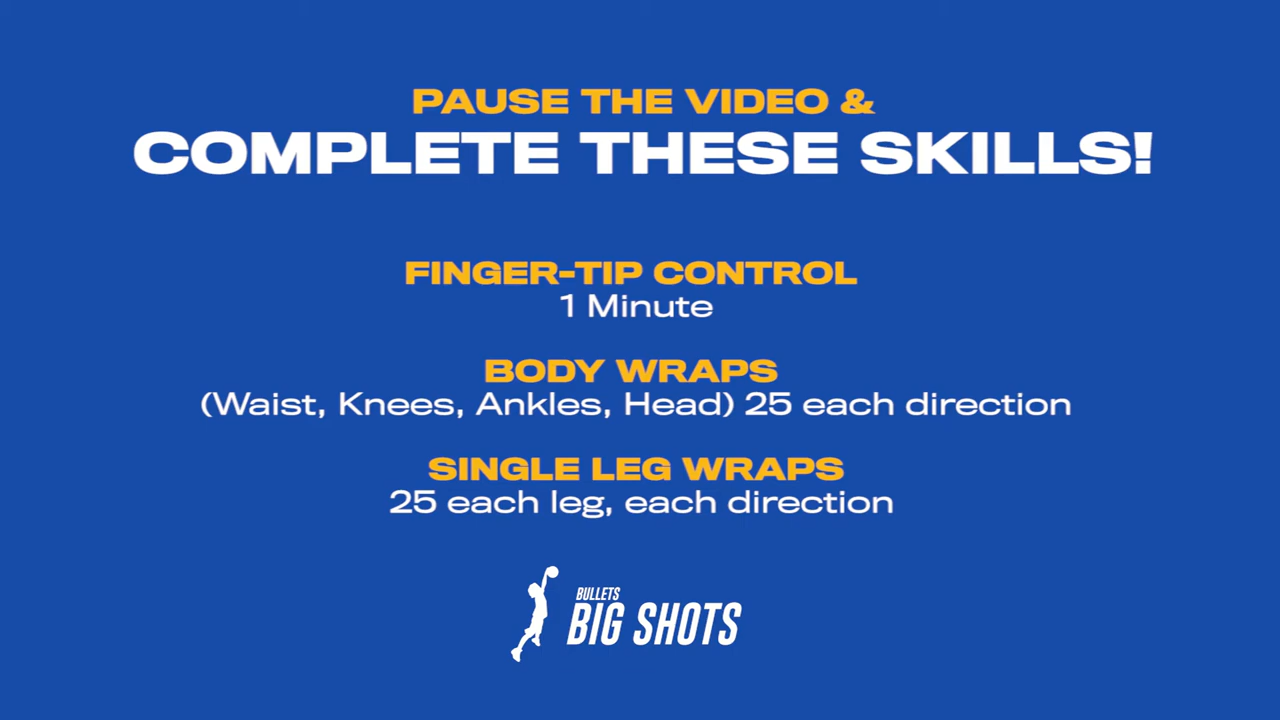 PAUSE THE VIDEO &
COMPLETE THESE SKILLS!
FINGER-TIP CONTROL
1 Minute
BODY WRAPS
(Waist, Knees, Ankles, Head) 25 each direction
SINGLE LEG WRAPS
25 each leg, each direction
BULLETS
BIG SHOTS